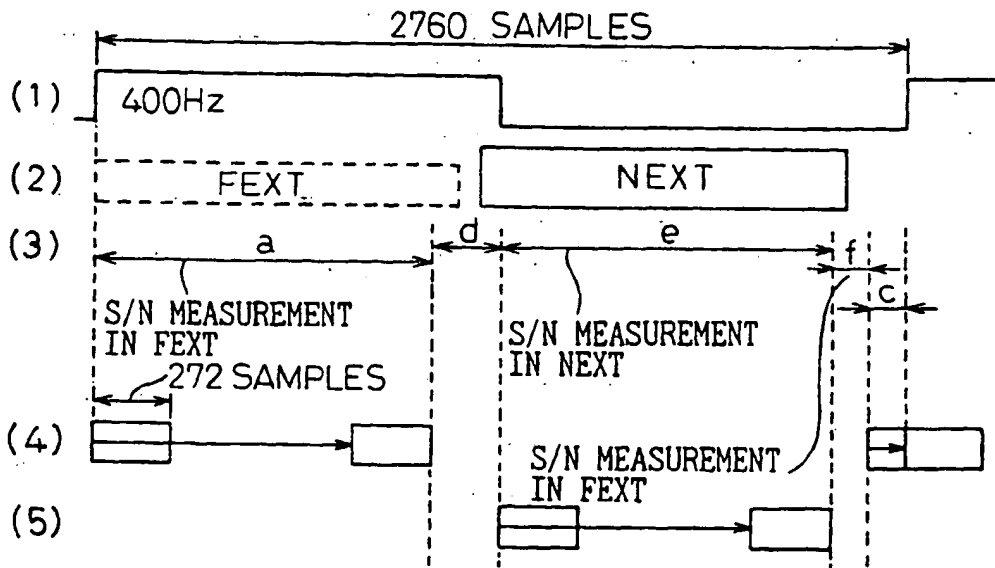 2760 SAMPLES
(1)
400Hz
(2)
FEXT
NEXT
(3)
a
d
e
f
c
S/N MEASUREMENT
IN FEXT
S/N MEASUREMENT
IN NEXT
272 SAMPLES
(4)
S/N MEASUREMENT
IN FEXT
(5)